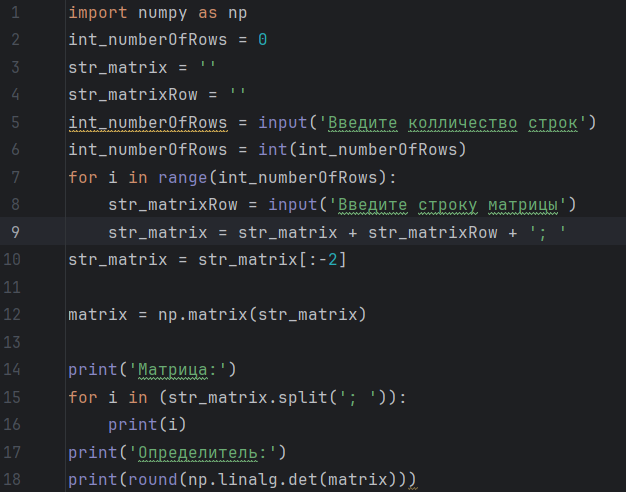 1 import numpy as np
2 int_numberOfRows = 0
3 str_matrix = ''
4 str_matrixRow = ''
5 int_numberOfRows = input('Введите колличество строк')
6 int_numberOfRows = int(int_numberOfRows)
7 for i in range(int_numberOfRows):
8     str_matrixRow = input('Введите строку матрицы')
9     str_matrix = str_matrix + str_matrixRow + '; '
10 str_matrix = str_matrix[:-2]
11
12 matrix = np.matrix(str_matrix)
13
14 print('Матрица:')
15 for i in (str_matrix.split('; ')):
16     print(i)
17 print('Определитель:')
18 print(round(np.linalg.det(matrix)))